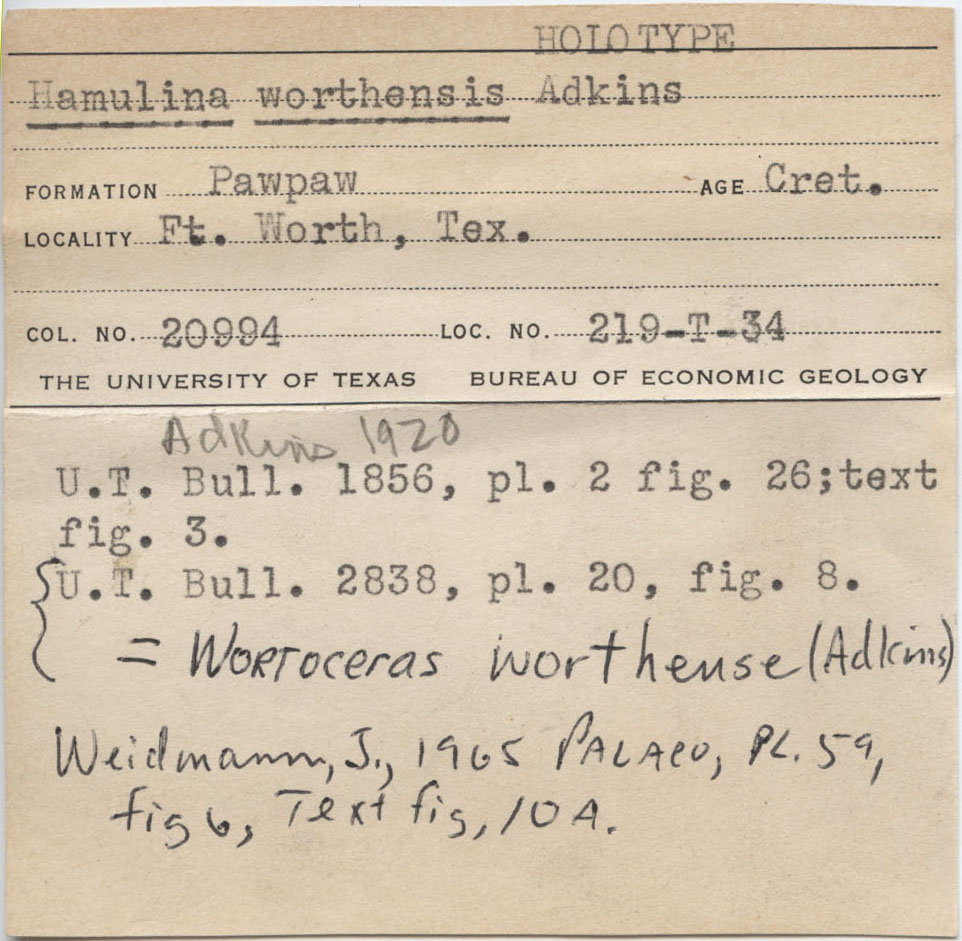 HOLOTYPE
Hamulina worthensis Adkins
FORMATION Pawpaw AGE Cret.
LOCALITY Ft. Worth, Tex.
COL. NO. 20994 LOC. NO. 219-T-34
THE UNIVERSITY OF TEXAS BUREAU OF ECONOMIC GEOLOGY
Adkins 1920
U.T. Bull. 1856, pl. 2 fig. 26;text
fig. 3.
U.T. Bull. 2838, pl. 20, fig. 8.
= Wortoceras worthense (Adkins)
Weidmann, J., 1965 PALAEO, PL. 59,
fig 6, Text fig, 10A.